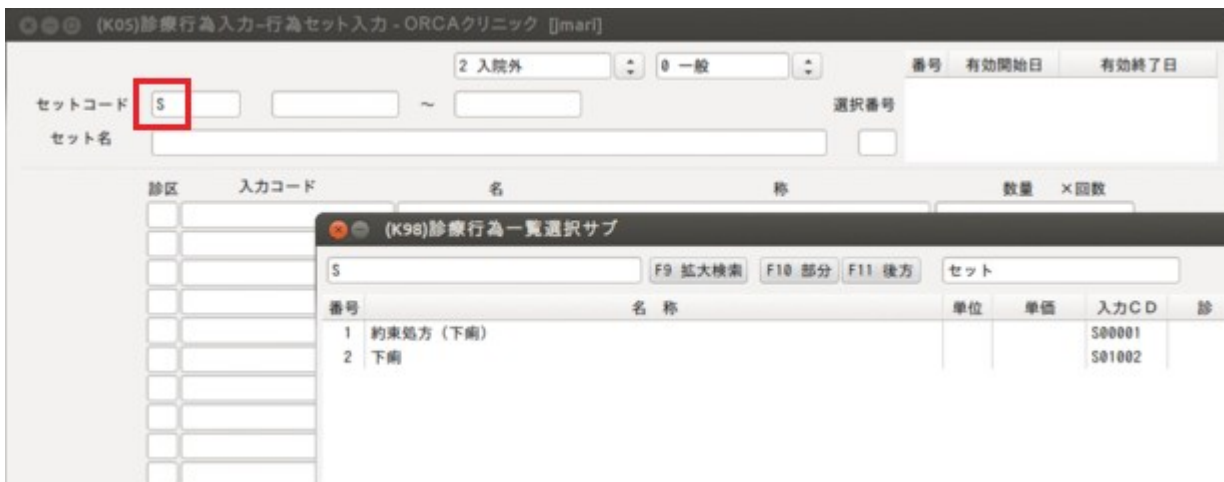 (K05)診療行為入力–行為セット入力 - ORCAクリニック [jmari]
2 入院外 0 一般 番号 有効開始日 有効終了日
セットコード S ～ 選択番号
セット名
診区 入力コード 名 称 数量 ×回数
(K98)診療行為一覧選択サブ
S F9 拡大検索 F10 部分 F11 後方 セット
番号 名 称 単位 単価 入力ＣＤ 診
1 約束処方（下痢） S00001
2 下痢 S01002